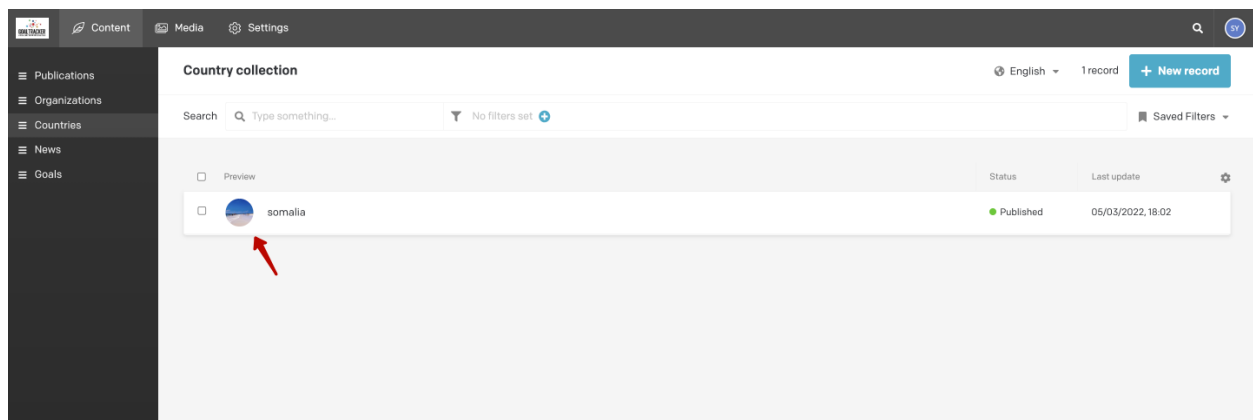 GOALTRACKER
Content
Media
Settings
SY
Publications
Organizations
Countries
News
Goals
Country collection
English
1 record
+ New record
Search
Type something...
No filters set
Saved Filters
Preview
Status
Last update
somalia
Published
05/03/2022, 18:02